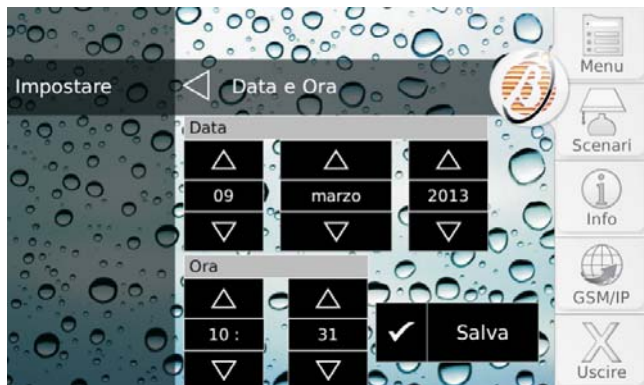 Impostare
Data e Ora
Data
09 marzo 2013
Ora
10 : 31
Salva
Menu
Scenari
Info
GSM/IP
Uscire